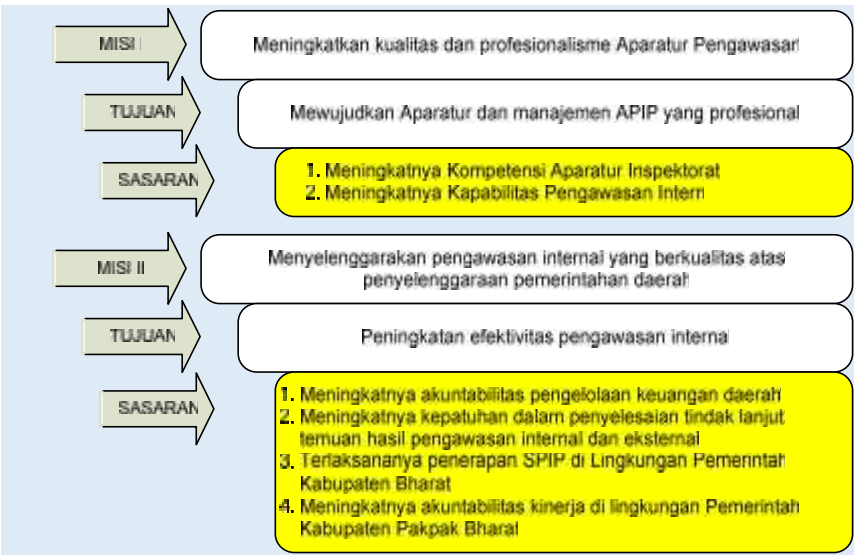 MISI I
Meningkatkan kualitas dan profesionalisme Aparatur Pengawasan
TUJUAN
Mewujudkan Aparatur dan manajemen APIP yang profesional
SASARAN
1. Meningkatnya Kompetensi Aparatur Inspektorat
2. Meningkatnya Kapabilitas Pengawasan Intern
MISI II
Menyelenggarakan pengawasan internal yang berkualitas atas
penyelenggaraan pemerintahan daerah
TUJUAN
Peningkatan efektivitas pengawasan internal
SASARAN
1. Meningkatnya akuntabilitas pengelolaan keuangan daerah
2. Meningkatnya kepatuhan dalam penyelesaian tindak lanjut
temuan hasil pengawasan internal dan eksternal
3. Terlaksananya penerapan SPIP di Lingkungan Pemerintah
Kabupaten Bharat
4. Meningkatnya akuntabilitas kinerja di lingkungan Pemerintah
Kabupaten Pakpak Bharat